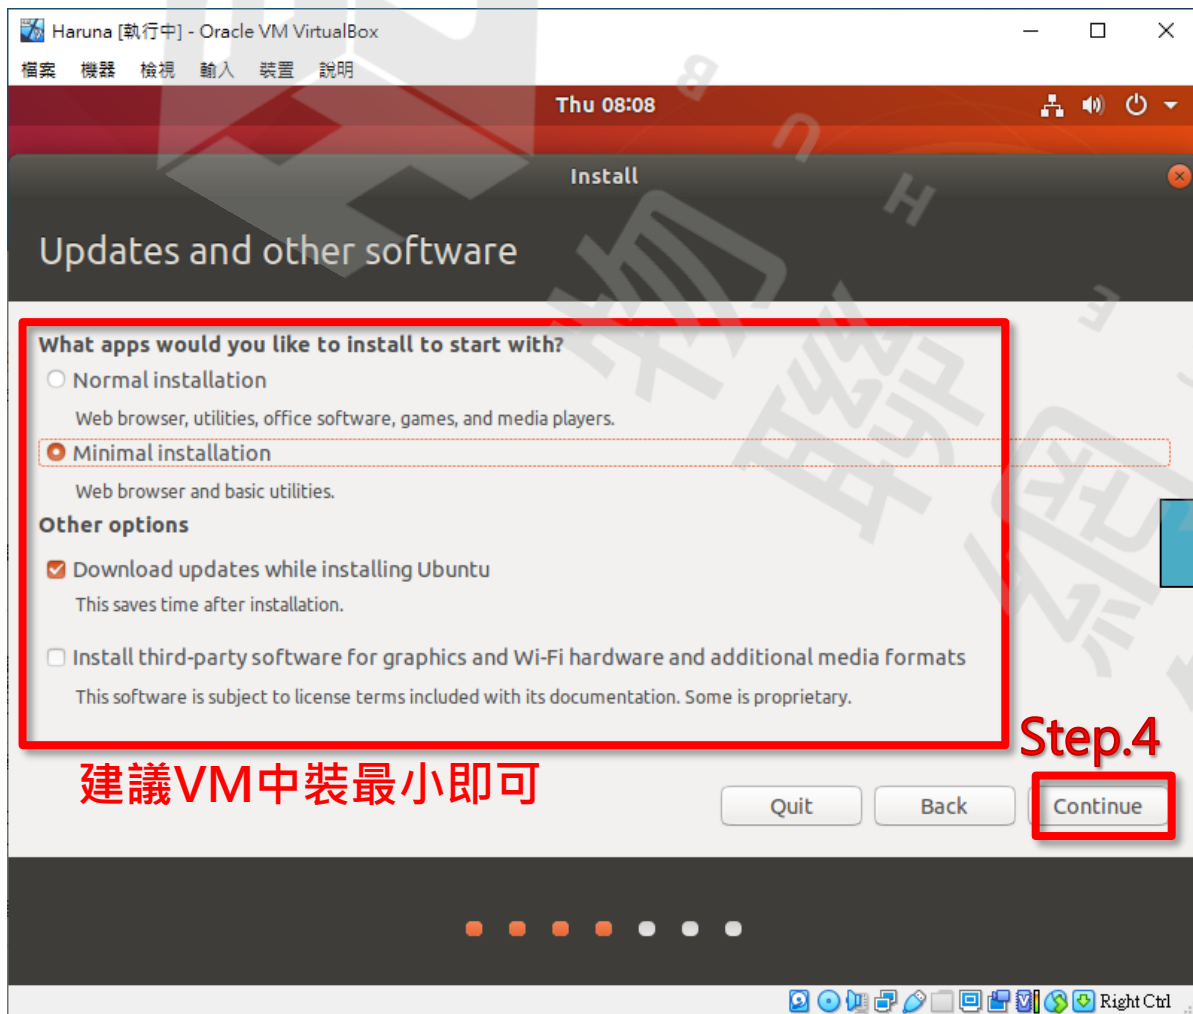 Haruna [執行中] - Oracle VM VirtualBox
檔案 機器 檢視 輸入 裝置 說明
Thu 08:08
Install
Updates and other software
What apps would you like to install to start with?
Normal installation
Web browser, utilities, office software, games, and media players.
Minimal installation
Web browser and basic utilities.
Other options
Download updates while installing Ubuntu
This saves time after installation.
Install third-party software for graphics and Wi-Fi hardware and additional media formats
This software is subject to license terms included with its documentation. Some is proprietary.
Step.4
建議VM中裝最小即可
Quit Back Continue
Right Ctrl
物聯網
B U H E